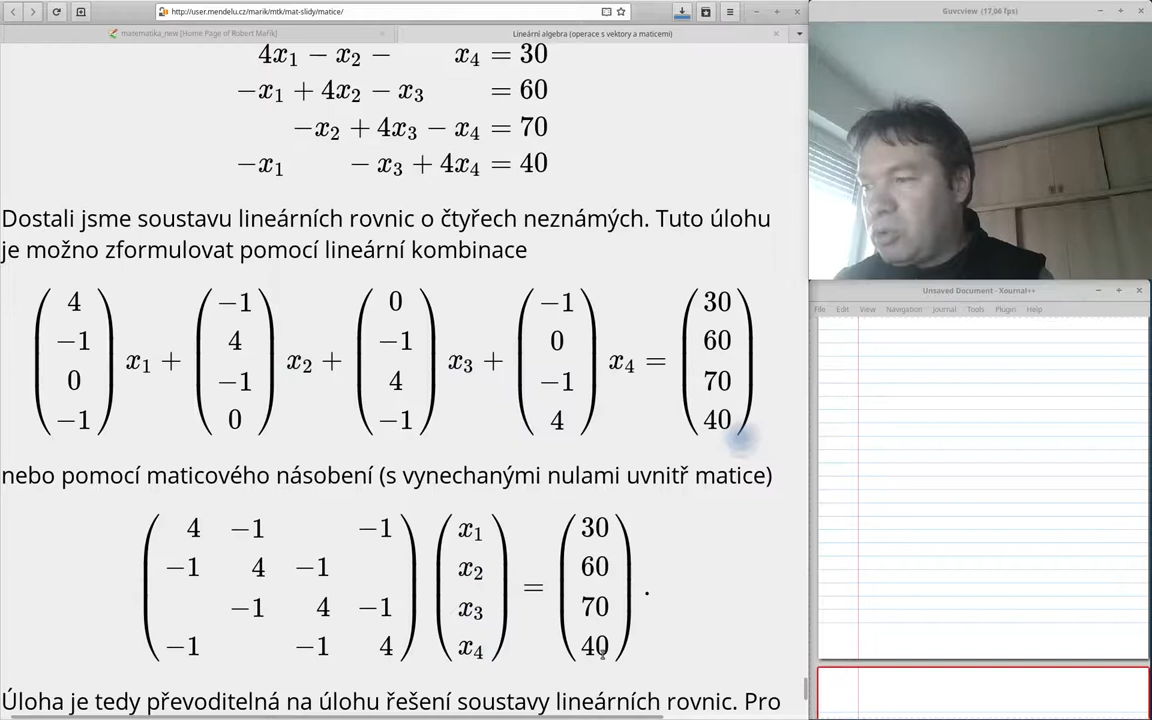 http://user.mendelu.cz/marik/mtk/mat-slidy/matice/
matematika_new [Home Page of Robert Mařík]
Lineární algebra (operace s vektory a maticemi)
4x₁ − x₂ − x₄ = 30
−x₁ + 4x₂ − x₃ = 60
−x₂ + 4x₃ − x₄ = 70
−x₁ − x₃ + 4x₄ = 40
Dostali jsme soustavu lineárních rovnic o čtyřech neznámých. Tuto úlohu
je možno zformulovat pomocí lineární kombinace
4 −1 0 −1 30
−1 4 −1 0 60
x₁ + x₂ + x₃ + x₄ =
0 −1 4 −1 70
−1 0 −1 4 40
nebo pomocí maticového násobení (s vynechanými nulami uvnitř matice)
4 −1 −1 x₁ 30
−1 4 −1 x₂ 60
= .
−1 4 −1 x₃ 70
−1 −1 4 x₄ 40
Úloha je tedy převoditelná na úlohu řešení soustavy lineárních rovnic. Pro
Guvcview (17,06 fps)
Unsaved Document - Xournal++
File Edit View Navigation Journal Tools Plugin Help